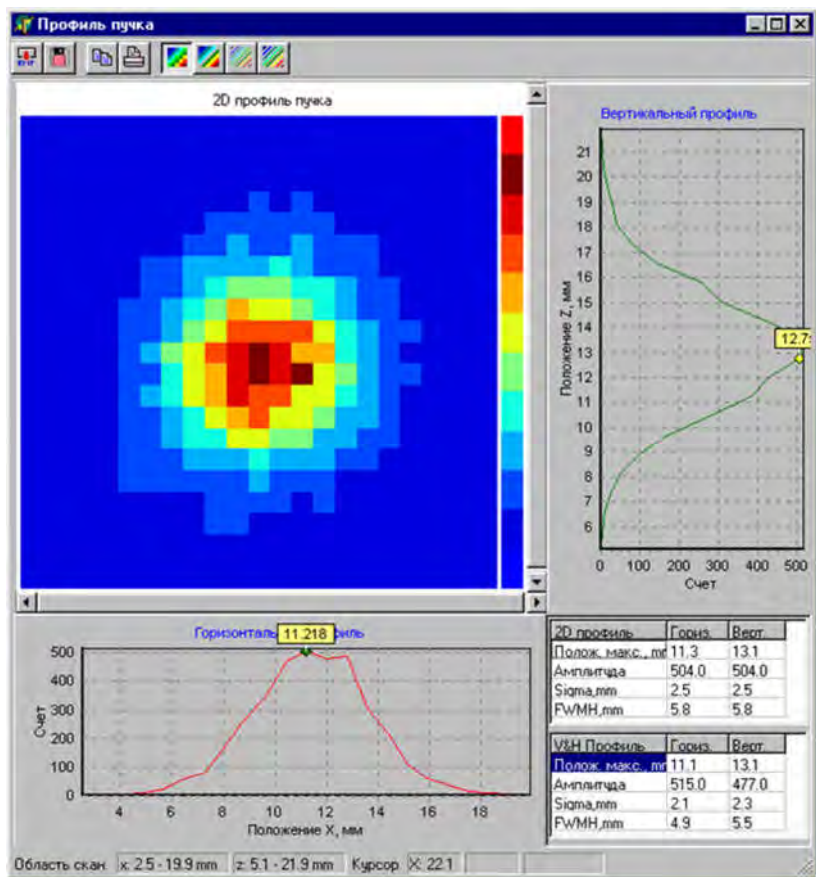 Профиль пучка
2D профиль пучка
Вертикальный профиль
21
20
19
18
17
16
15
14
13
12
11
10
9
8
7
6
Положение Z, мм
0 100 200 300 400 500
Счет
Горизонталь 11.218 филь
500
400
300
200
100
0
Счет
4 6 8 10 12 14 16 18
Положение X, мм
2D профиль Гориз. Верт.
Полож. макс., mm 11.3 13.1
Амплитуда 504.0 504.0
Sigma,mm 2.5 2.5
FWMH,mm 5.8 5.8
V&H Профиль Гориз. Верт.
Полож. макс., mm 11.1 13.1
Амплитуда 515.0 477.0
Sigma,mm 2.1 2.3
FWMH,mm 4.9 5.5
Область скан. x: 2.5 - 19.9 mm z: 5.1 - 21.9 mm Курсор X: 22.1